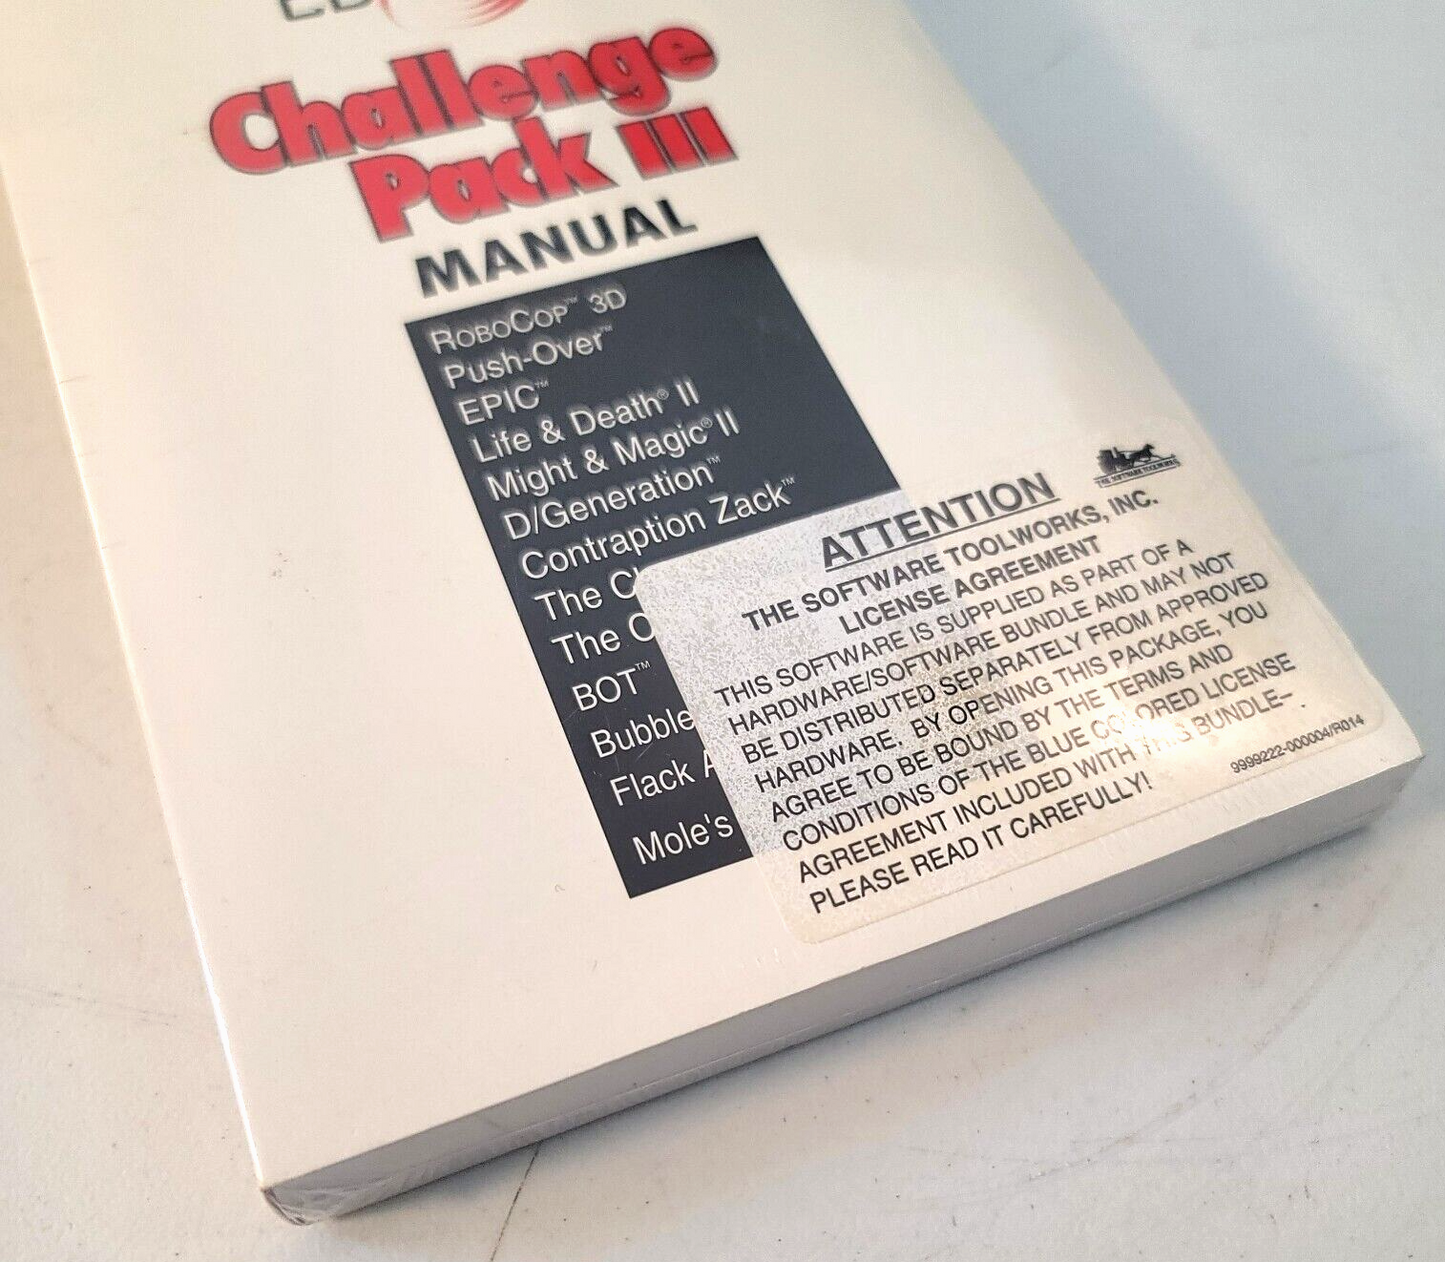 Challenge
Pack III
MANUAL
ROBOCOP™ 3D
Push-Over™
EPIC™
Life & Death® II
Might & Magic® II
D/Generation™
Contraption Zack™
The
The
BOT™
Bubble
Flack
Mole's
THE SOFTWARE TOOLWORKS
ATTENTION
THE SOFTWARE TOOLWORKS, INC.
LICENSE AGREEMENT
THIS SOFTWARE IS SUPPLIED AS PART OF A
HARDWARE/SOFTWARE BUNDLE AND MAY NOT
BE DISTRIBUTED SEPARATELY FROM APPROVED
HARDWARE. BY OPENING THIS PACKAGE, YOU
AGREE TO BE BOUND BY THE TERMS AND
CONDITIONS OF THE BLUE COLORED LICENSE
AGREEMENT INCLUDED WITH THIS BUNDLE–
PLEASE READ IT CAREFULLY!
9999222-000004/R014